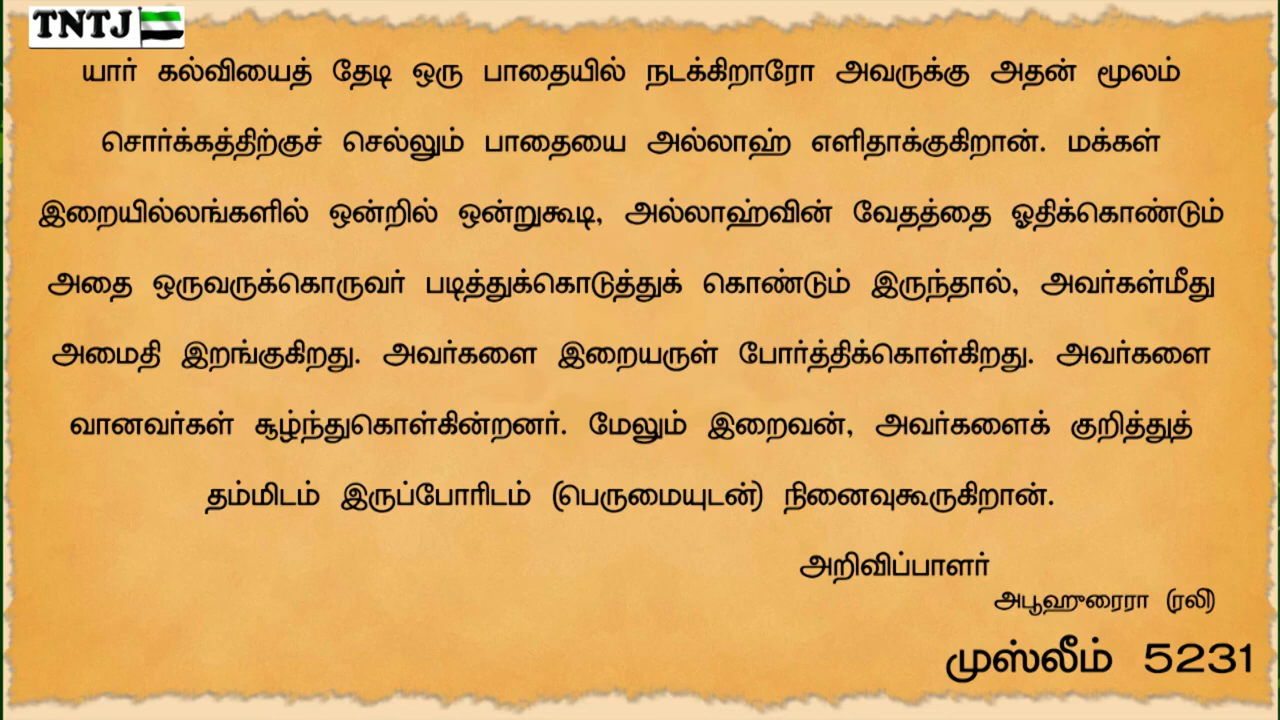 TNTJ
யார் கல்வியைத் தேடி ஒரு பாதையில் நடக்கிறாரோ அவருக்கு அதன் மூலம்
சொர்க்கத்திற்குச் செல்லும் பாதையை அல்லாஹ் எளிதாக்குகிறான். மக்கள்
இறையில்லங்களில் ஒன்றில் ஒன்றுகூடி, அல்லாஹ்வின் வேதத்தை ஓதிக்கொண்டும்
அதை ஒருவருக்கொருவர் படித்துக்கொடுத்துக் கொண்டும் இருந்தால், அவர்கள்மீது
அமைதி இறங்குகிறது. அவர்களை இறையருள் போர்த்திக்கொள்கிறது. அவர்களை
வானவர்கள் சூழ்ந்துகொள்கின்றனர். மேலும் இறைவன், அவர்களைக் குறித்துத்
தம்மிடம் இருப்போரிடம் (பெருமையுடன்) நினைவுகூருகிறான்.
அறிவிப்பாளர்
அபூஹுரைரா (ரலி)
முஸ்லீம் 5231